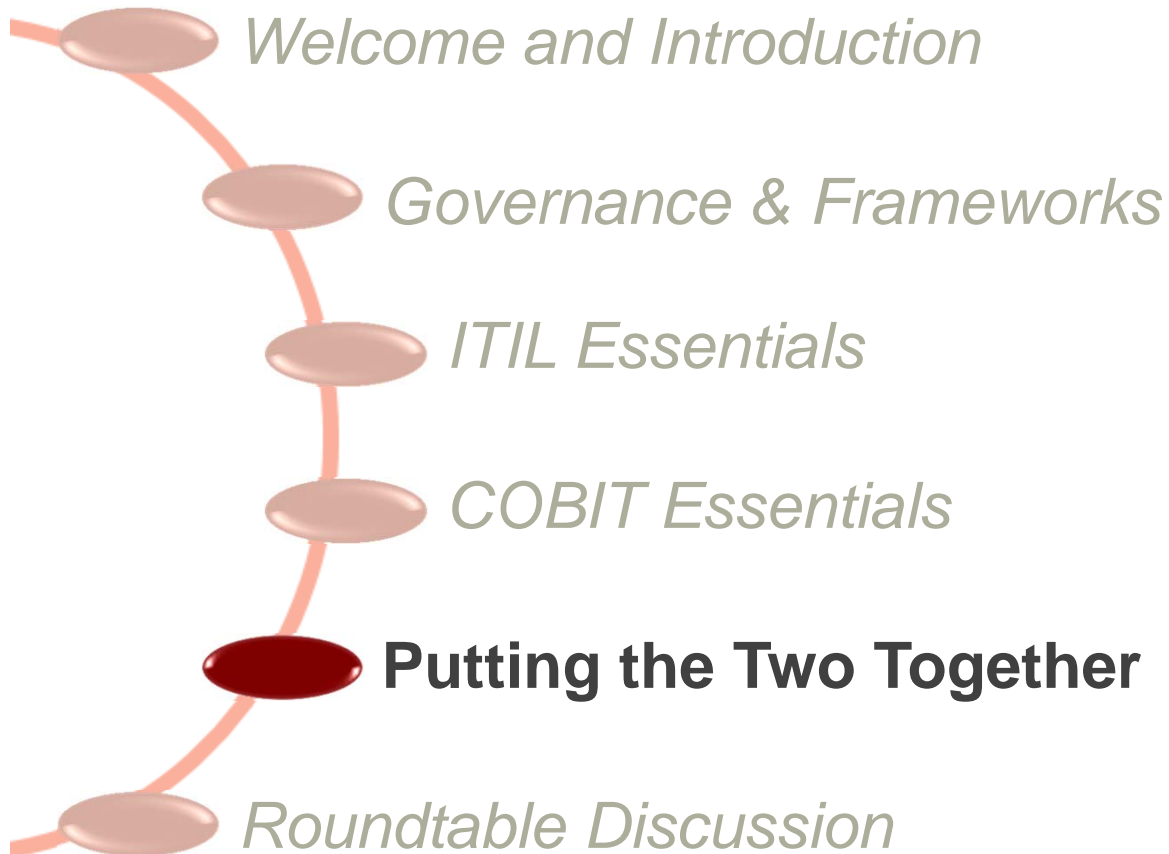 Welcome and Introduction
Governance & Frameworks
ITIL Essentials
COBIT Essentials
Putting the Two Together
Roundtable Discussion